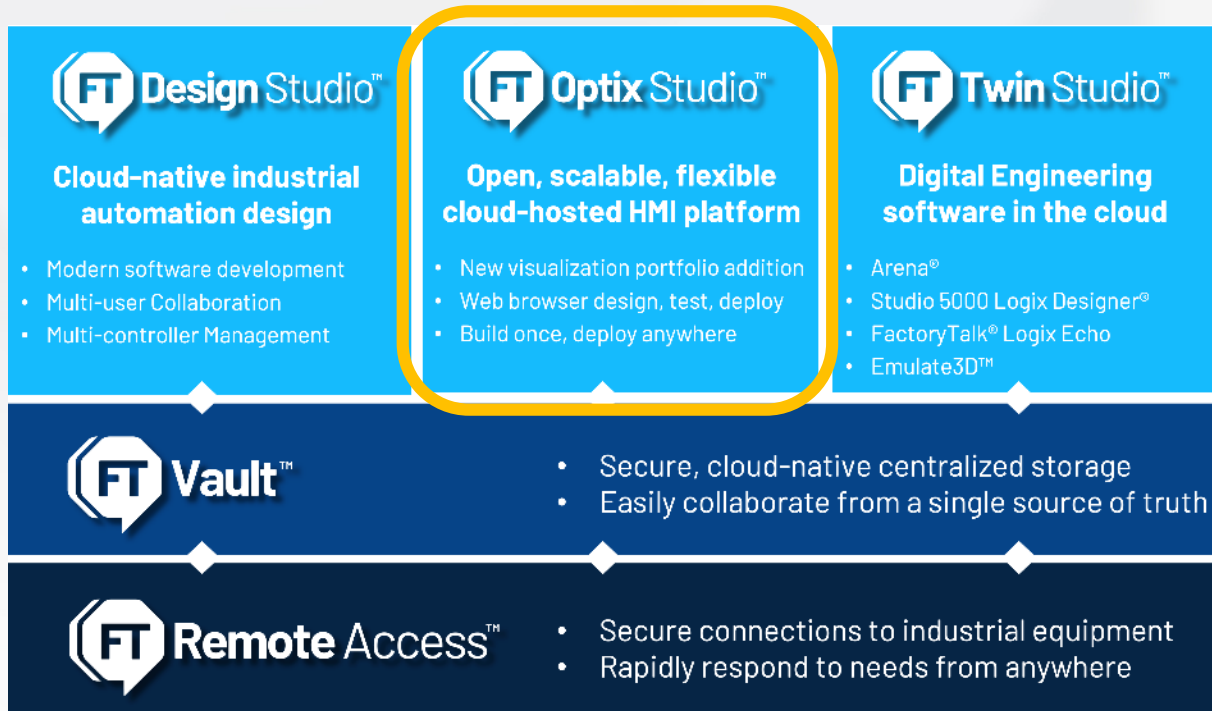 FT Design Studio™
Cloud-native industrial
automation design
• Modern software development
• Multi-user Collaboration
▪ Multi-controller Management
FT Optix Studio™
Open, scalable, flexible
cloud-hosted HMI platform
• New visualization portfolio addition
• Web browser design, test, deploy
▪ Build once, deploy anywhere
FT Twin Studio™
Digital Engineering
software in the cloud
• Arena®
• Studio 5000 Logix Designer®
▪ FactoryTalk® Logix Echo
• Emulate3D™
FT Vault™
• Secure, cloud-native centralized storage
• Easily collaborate from a single source of truth
FT Remote Access™
• Secure connections to industrial equipment
• Rapidly respond to needs from anywhere